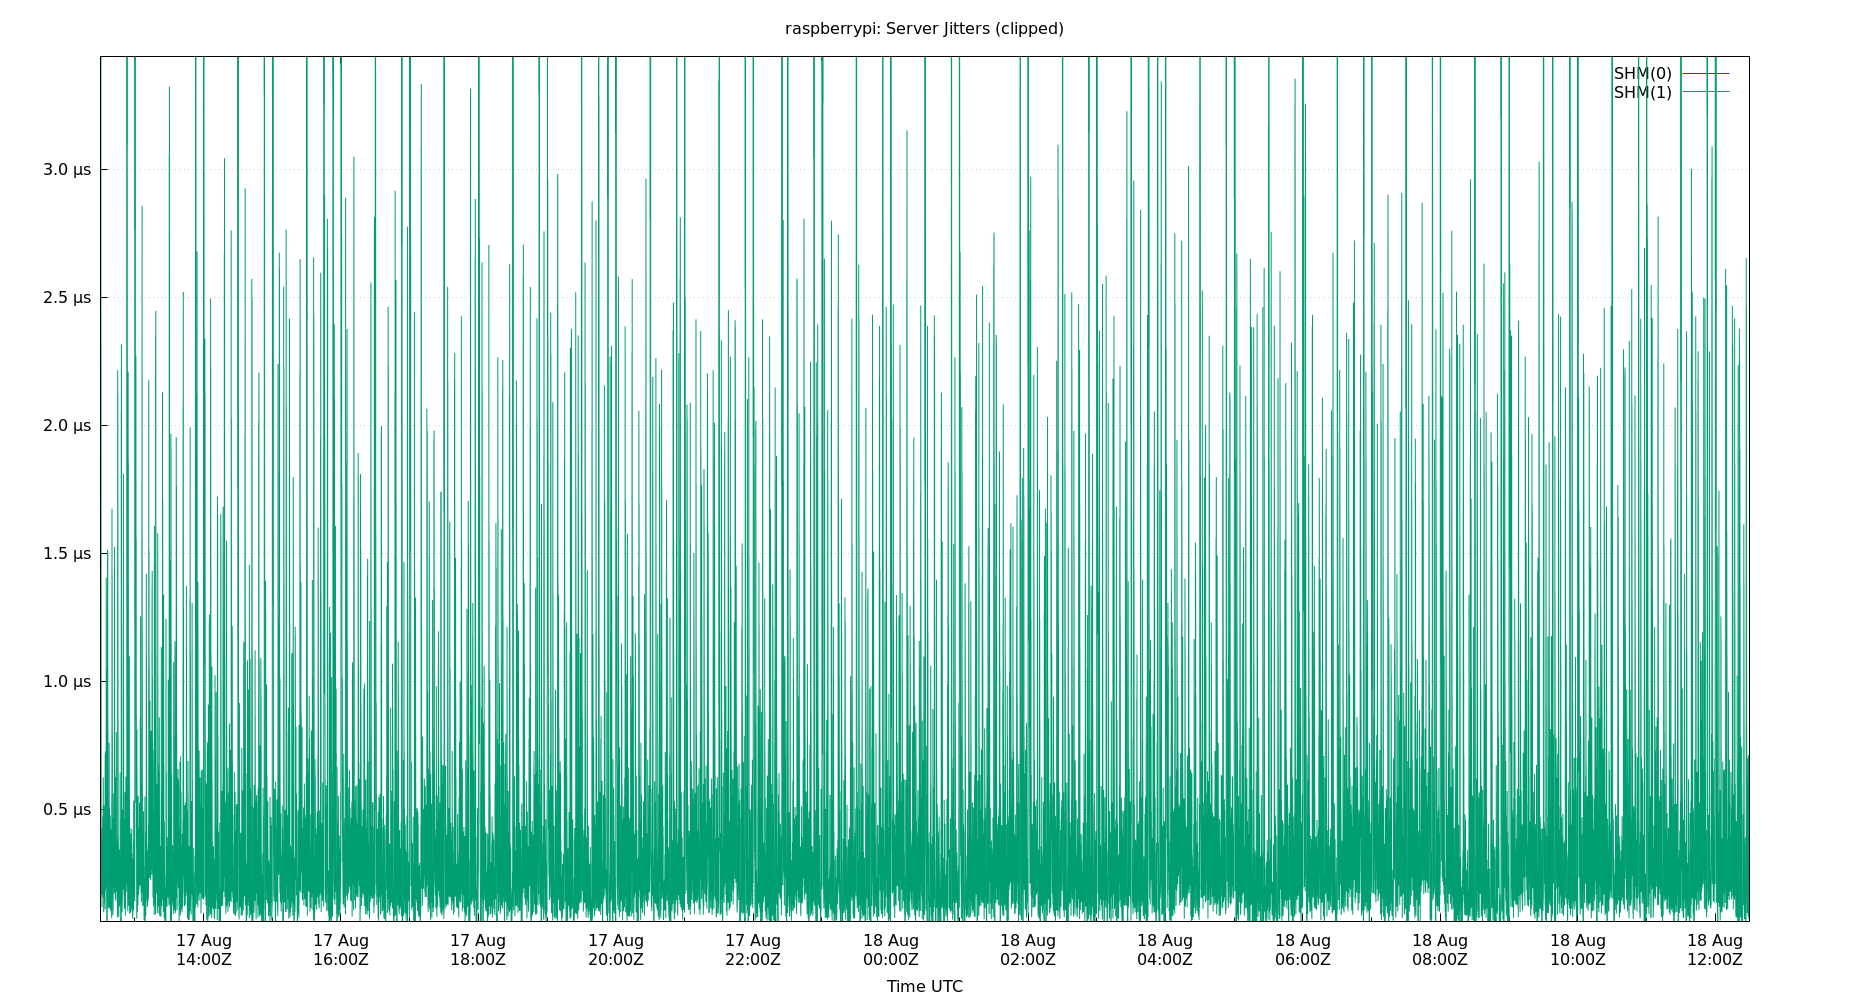 raspberrypi: Server Jitters (clipped)
SHM(0)
SHM(1)
3.0 µs
2.5 µs
2.0 µs
1.5 µs
1.0 µs
0.5 µs
17 Aug 17 Aug 17 Aug 17 Aug 17 Aug 18 Aug 18 Aug 18 Aug 18 Aug 18 Aug 18 Aug 18 Aug
14:00Z 16:00Z 18:00Z 20:00Z 22:00Z 00:00Z 02:00Z 04:00Z 06:00Z 08:00Z 10:00Z 12:00Z
Time UTC